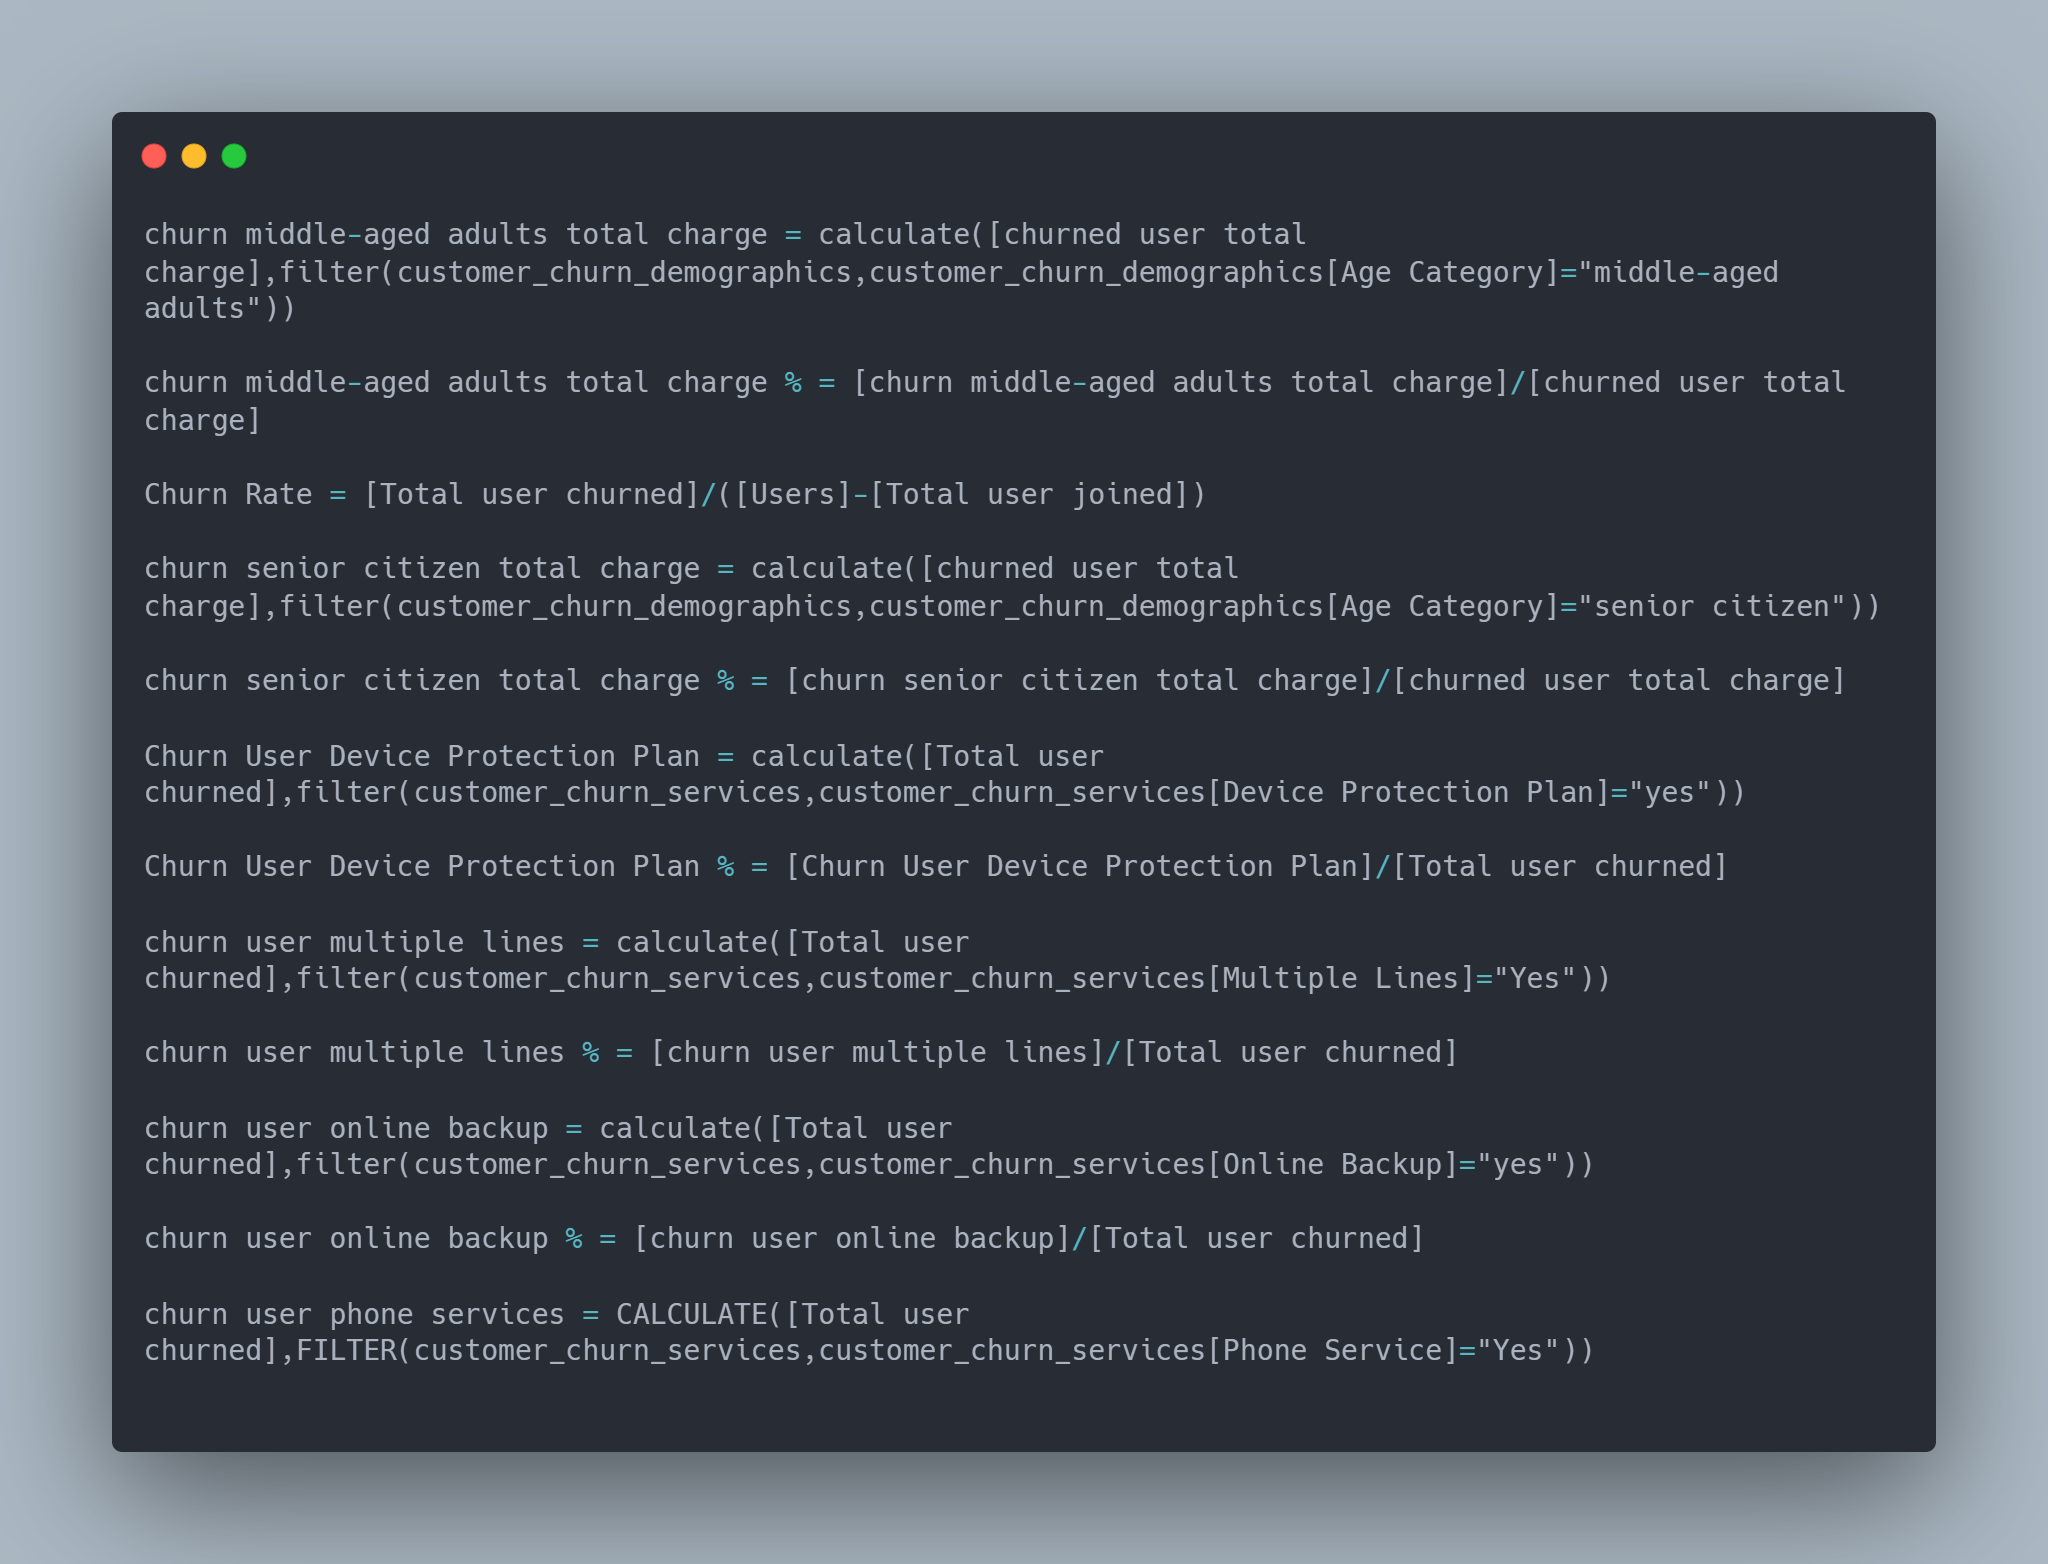 churn middle-aged adults total charge = calculate([churned user total
charge],filter(customer_churn_demographics,customer_churn_demographics[Age Category]="middle-aged
adults"))
churn middle-aged adults total charge % = [churn middle-aged adults total charge]/[churned user total
charge]
Churn Rate = [Total user churned]/([Users]-[Total user joined])
churn senior citizen total charge = calculate([churned user total
charge],filter(customer_churn_demographics,customer_churn_demographics[Age Category]="senior citizen"))
churn senior citizen total charge % = [churn senior citizen total charge]/[churned user total charge]
Churn User Device Protection Plan = calculate([Total user
churned],filter(customer_churn_services,customer_churn_services[Device Protection Plan]="yes"))
Churn User Device Protection Plan % = [Churn User Device Protection Plan]/[Total user churned]
churn user multiple lines = calculate([Total user
churned],filter(customer_churn_services,customer_churn_services[Multiple Lines]="Yes"))
churn user multiple lines % = [churn user multiple lines]/[Total user churned]
churn user online backup = calculate([Total user
churned],filter(customer_churn_services,customer_churn_services[Online Backup]="yes"))
churn user online backup % = [churn user online backup]/[Total user churned]
churn user phone services = CALCULATE([Total user
churned],FILTER(customer_churn_services,customer_churn_services[Phone Service]="Yes"))